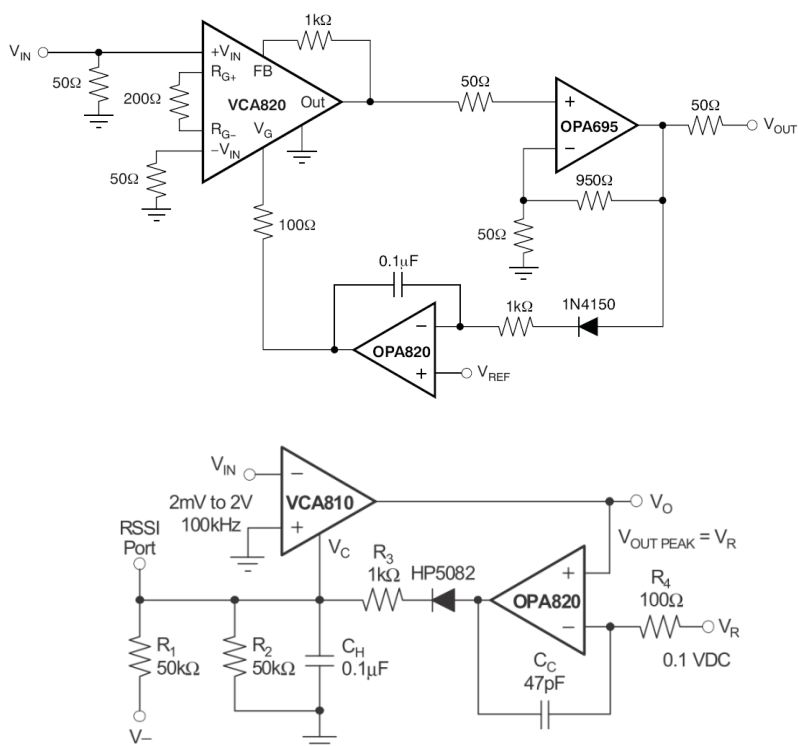 1kΩ
V_IN
+V_IN
FB
50Ω
R_G+
200Ω
VCA820
Out
R_G−
V_G
−V_IN
50Ω
50Ω
+
OPA695
−
50Ω
V_OUT
950Ω
50Ω
100Ω
0.1μF
1kΩ
1N4150
−
OPA820
+
V_REF
V_IN
−
2mV to 2V
100kHz
VCA810
+
V_O
RSSI
Port
V_C
V_OUT PEAK = V_R
R_3
1kΩ
HP5082
+
OPA820
−
R_4
100Ω
V_R
0.1 VDC
R_1
50kΩ
R_2
50kΩ
C_H
0.1μF
C_C
47pF
V−